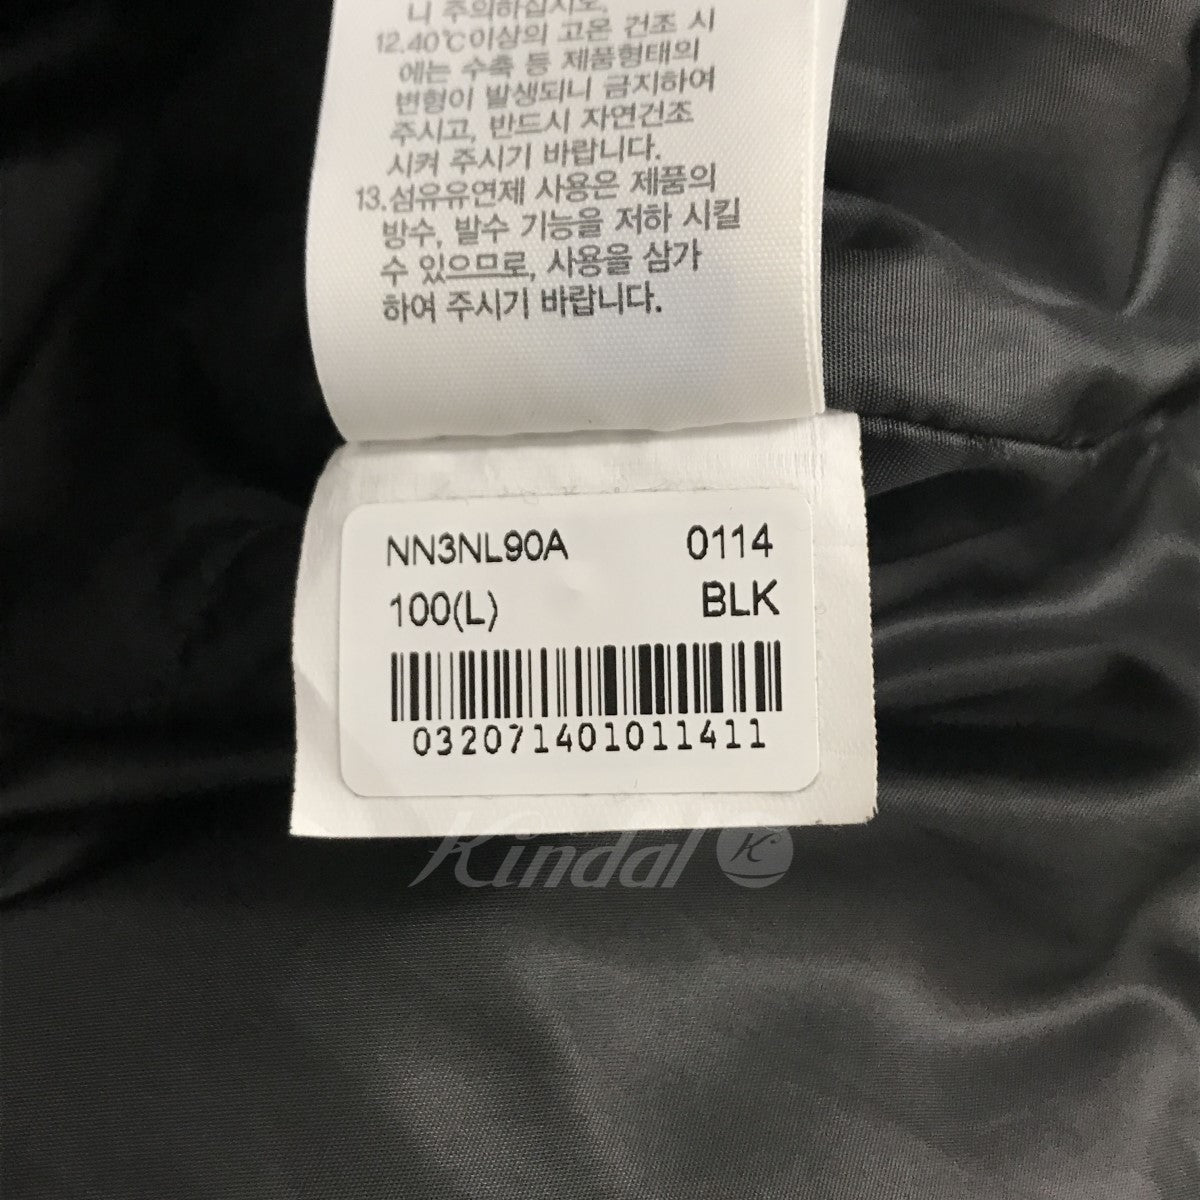 니 주의하십시오.
12.40℃이상의 고온 건조 시
에는 수축 등 제품형태의
변형이 발생되니 금지하여
주시고, 반드시 자연건조
시켜 주시기 바랍니다.
13.섬유유연제 사용은 제품의
방수, 발수 기능을 저하 시킬
수 있으므로, 사용을 삼가
하여 주시기 바랍니다.
NN3NL90A 0114
100(L) BLK
032071401011411
Kindal K